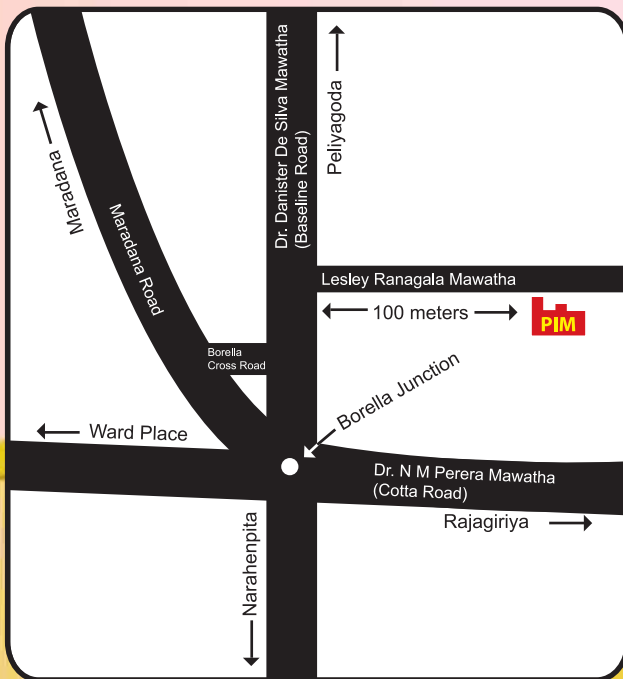 Maradana
Maradana Road
Dr. Danister De Silva Mawatha
(Baseline Road)
Peliyagoda
Lesley Ranagala Mawatha
100 meters
PIM
Borella
Cross Road
Borella Junction
Ward Place
Dr. N M Perera Mawatha
(Cotta Road)
Rajagiriya
Narahenpita